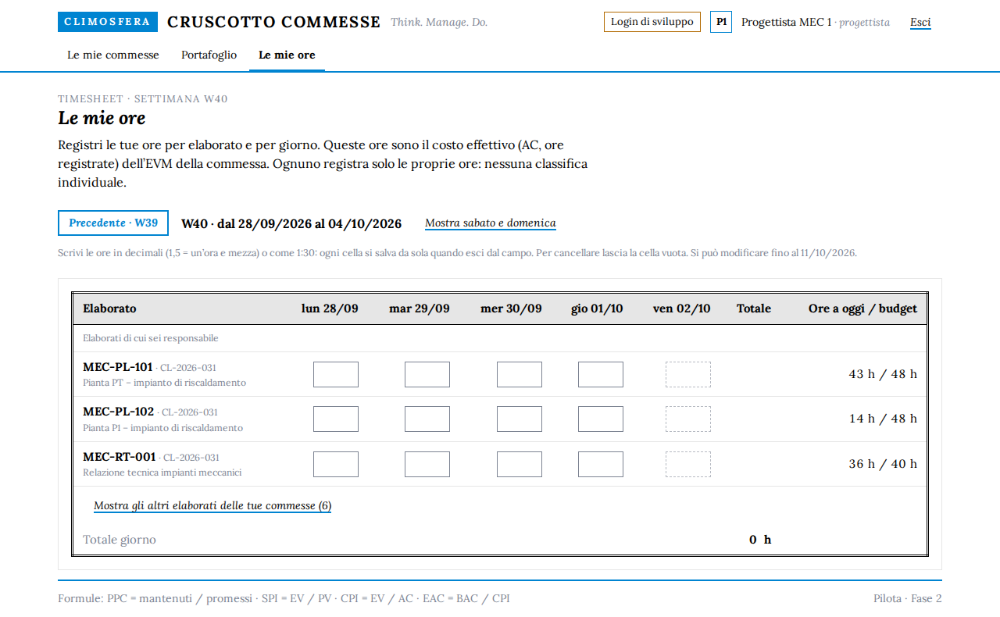 CLIMOSFERA CRUSCOTTO COMMESSE Think. Manage. Do. Login di sviluppo P1 Progettista MEC 1 · progettista Esci
Le mie commesse Portafoglio Le mie ore
TIMESHEET · SETTIMANA W40
Le mie ore
Registri le tue ore per elaborato e per giorno. Queste ore sono il costo effettivo (AC, ore
registrate) dell'EVM della commessa. Ognuno registra solo le proprie ore: nessuna classifica
individuale.
Precedente · W39 W40 · dal 28/09/2026 al 04/10/2026 Mostra sabato e domenica
Scrivi le ore in decimali (1,5 = un'ora e mezza) o come 1:30: ogni cella si salva da sola quando esci dal campo. Per cancellare lascia la cella vuota. Si può modificare fino al 11/10/2026.
Elaborato lun 28/09 mar 29/09 mer 30/09 gio 01/10 ven 02/10 Totale Ore a oggi / budget
Elaborati di cui sei responsabile
MEC-PL-101 · CL-2026-031
Pianta PT – impianto di riscaldamento
43 h / 48 h
MEC-PL-102 · CL-2026-031
Pianta P1 – impianto di riscaldamento
14 h / 48 h
MEC-RT-001 · CL-2026-031
Relazione tecnica impianti meccanici
36 h / 40 h
Mostra gli altri elaborati delle tue commesse (6)
Totale giorno 0 h
Formule: PPC = mantenuti / promessi · SPI = EV / PV · CPI = EV / AC · EAC = BAC / CPI Pilota · Fase 2